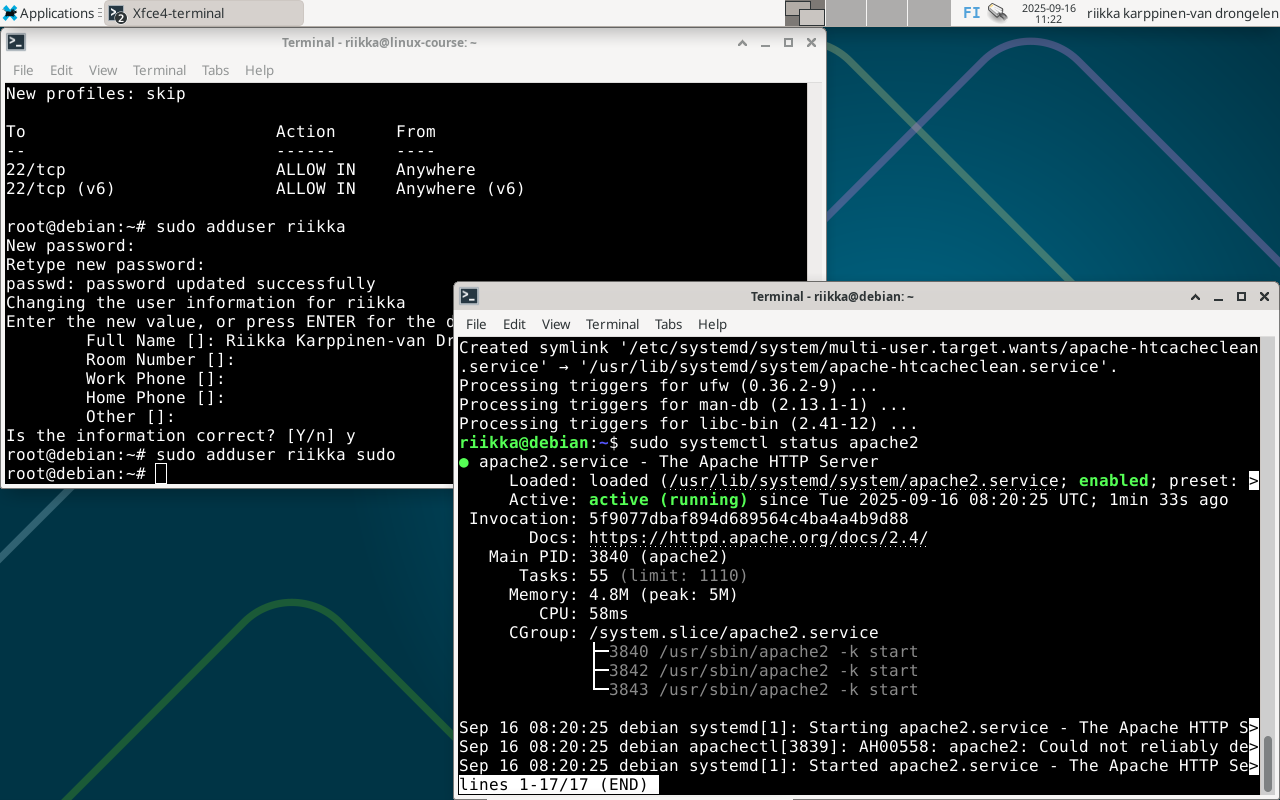 Applications
Xfce4-terminal
FI
2025-09-16
11:22
riikka karppinen-van drongelen
Terminal - riikka@linux-course: ~
File Edit View Terminal Tabs Help
New profiles: skip
To Action From
-- ------ ----
22/tcp ALLOW IN Anywhere
22/tcp (v6) ALLOW IN Anywhere (v6)
root@debian:~# sudo adduser riikka
New password:
Retype new password:
passwd: password updated successfully
Changing the user information for riikka
Enter the new value, or press ENTER for the d
Full Name []: Riikka Karppinen-van Dr
Room Number []:
Work Phone []:
Home Phone []:
Other []:
Is the information correct? [Y/n] y
root@debian:~# sudo adduser riikka sudo
root@debian:~#
Terminal - riikka@debian: ~
File Edit View Terminal Tabs Help
Created symlink '/etc/systemd/system/multi-user.target.wants/apache-htcacheclean
.service' → '/usr/lib/systemd/system/apache-htcacheclean.service'.
Processing triggers for ufw (0.36.2-9) ...
Processing triggers for man-db (2.13.1-1) ...
Processing triggers for libc-bin (2.41-12) ...
riikka@debian:~$ sudo systemctl status apache2
● apache2.service - The Apache HTTP Server
Loaded: loaded (/usr/lib/systemd/system/apache2.service; enabled; preset: >
Active: active (running) since Tue 2025-09-16 08:20:25 UTC; 1min 33s ago
Invocation: 5f9077dbaf894d689564c4ba4a4b9d88
Docs: https://httpd.apache.org/docs/2.4/
Main PID: 3840 (apache2)
Tasks: 55 (limit: 1110)
Memory: 4.8M (peak: 5M)
CPU: 58ms
CGroup: /system.slice/apache2.service
├─3840 /usr/sbin/apache2 -k start
├─3842 /usr/sbin/apache2 -k start
└─3843 /usr/sbin/apache2 -k start
Sep 16 08:20:25 debian systemd[1]: Starting apache2.service - The Apache HTTP S>
Sep 16 08:20:25 debian apachectl[3839]: AH00558: apache2: Could not reliably de>
Sep 16 08:20:25 debian systemd[1]: Started apache2.service - The Apache HTTP Se>
lines 1-17/17 (END)